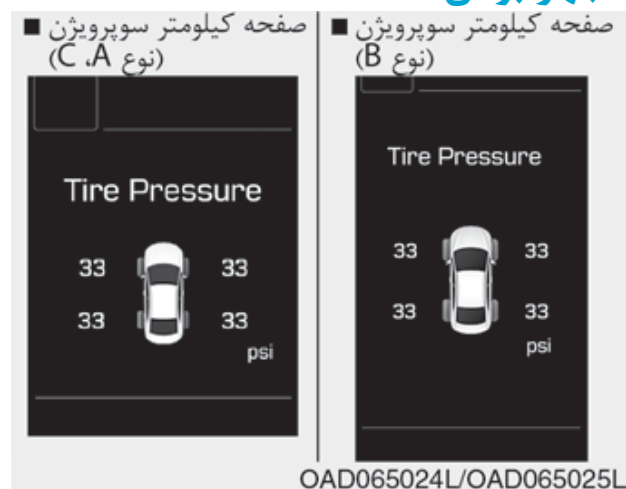 ■ صفحه کیلومتر سوپرویژن
(نوع B)
Tire Pressure
33 33
33 33
psi
■ صفحه کیلومتر سوپرویژن
(نوع A، C)
Tire Pressure
33 33
33 33
psi
OAD065024L/OAD065025L